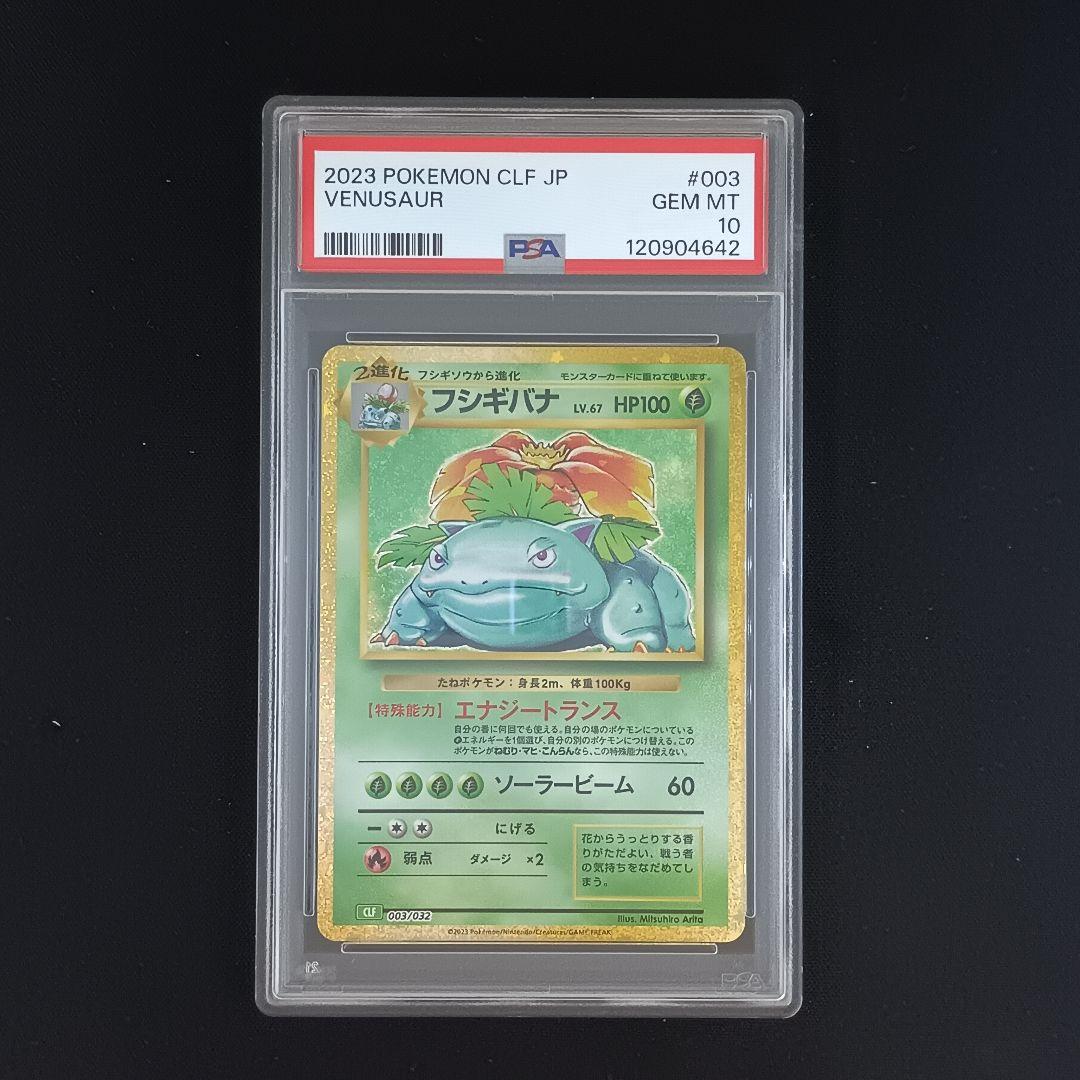 2023 POKEMON CLF JP #003
VENUSAUR GEM MT
10
PSA 120904642
2進化 フシギソウから進化 モンスターカードに重ねて使います。
フシギバナ LV.67 HP100
たねポケモン：身長2m、体重100Kg
【特殊能力】エナジートランス
自分の番に何回でも使える。自分の場のポケモンについている
エネルギーを1個選び、自分の別のポケモンにつけ替える。この
ポケモンがねむり・マヒ・こんらんなら、この特殊能力は使えない。
ソーラービーム 60
ー にげる
弱点 ダメージ ×2
花からうっとりする香
りがただよい、戦う者
の気持ちをなだめてし
まう。
CLF 003/032
Illus. Mitsuhiro Arita
©2023 Pokémon/Nintendo/Creatures/GAME FREAK.
PSA